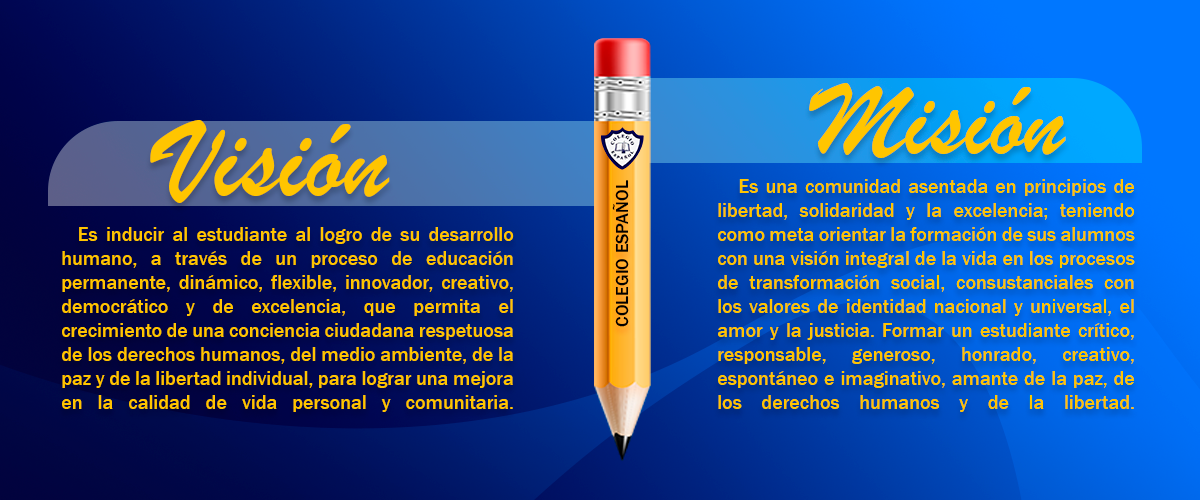 Visión
Es inducir al estudiante al logro de su desarrollo
humano, a través de un proceso de educación
permanente, dinámico, flexible, innovador, creativo,
democrático y de excelencia, que permita el
crecimiento de una conciencia ciudadana respetuosa
de los derechos humanos, del medio ambiente, de la
paz y de la libertad individual, para lograr una mejora
en la calidad de vida personal y comunitaria.
COLEGIO
ESPAÑOL
COLEGIO ESPAÑOL
Misión
Es una comunidad asentada en principios de
libertad, solidaridad y la excelencia; teniendo
como meta orientar la formación de sus alumnos
con una visión integral de la vida en los procesos
de transformación social, consustanciales con
los valores de identidad nacional y universal, el
amor y la justicia. Formar un estudiante crítico,
responsable, generoso, honrado, creativo,
espontáneo e imaginativo, amante de la paz, de
los derechos humanos y de la libertad.